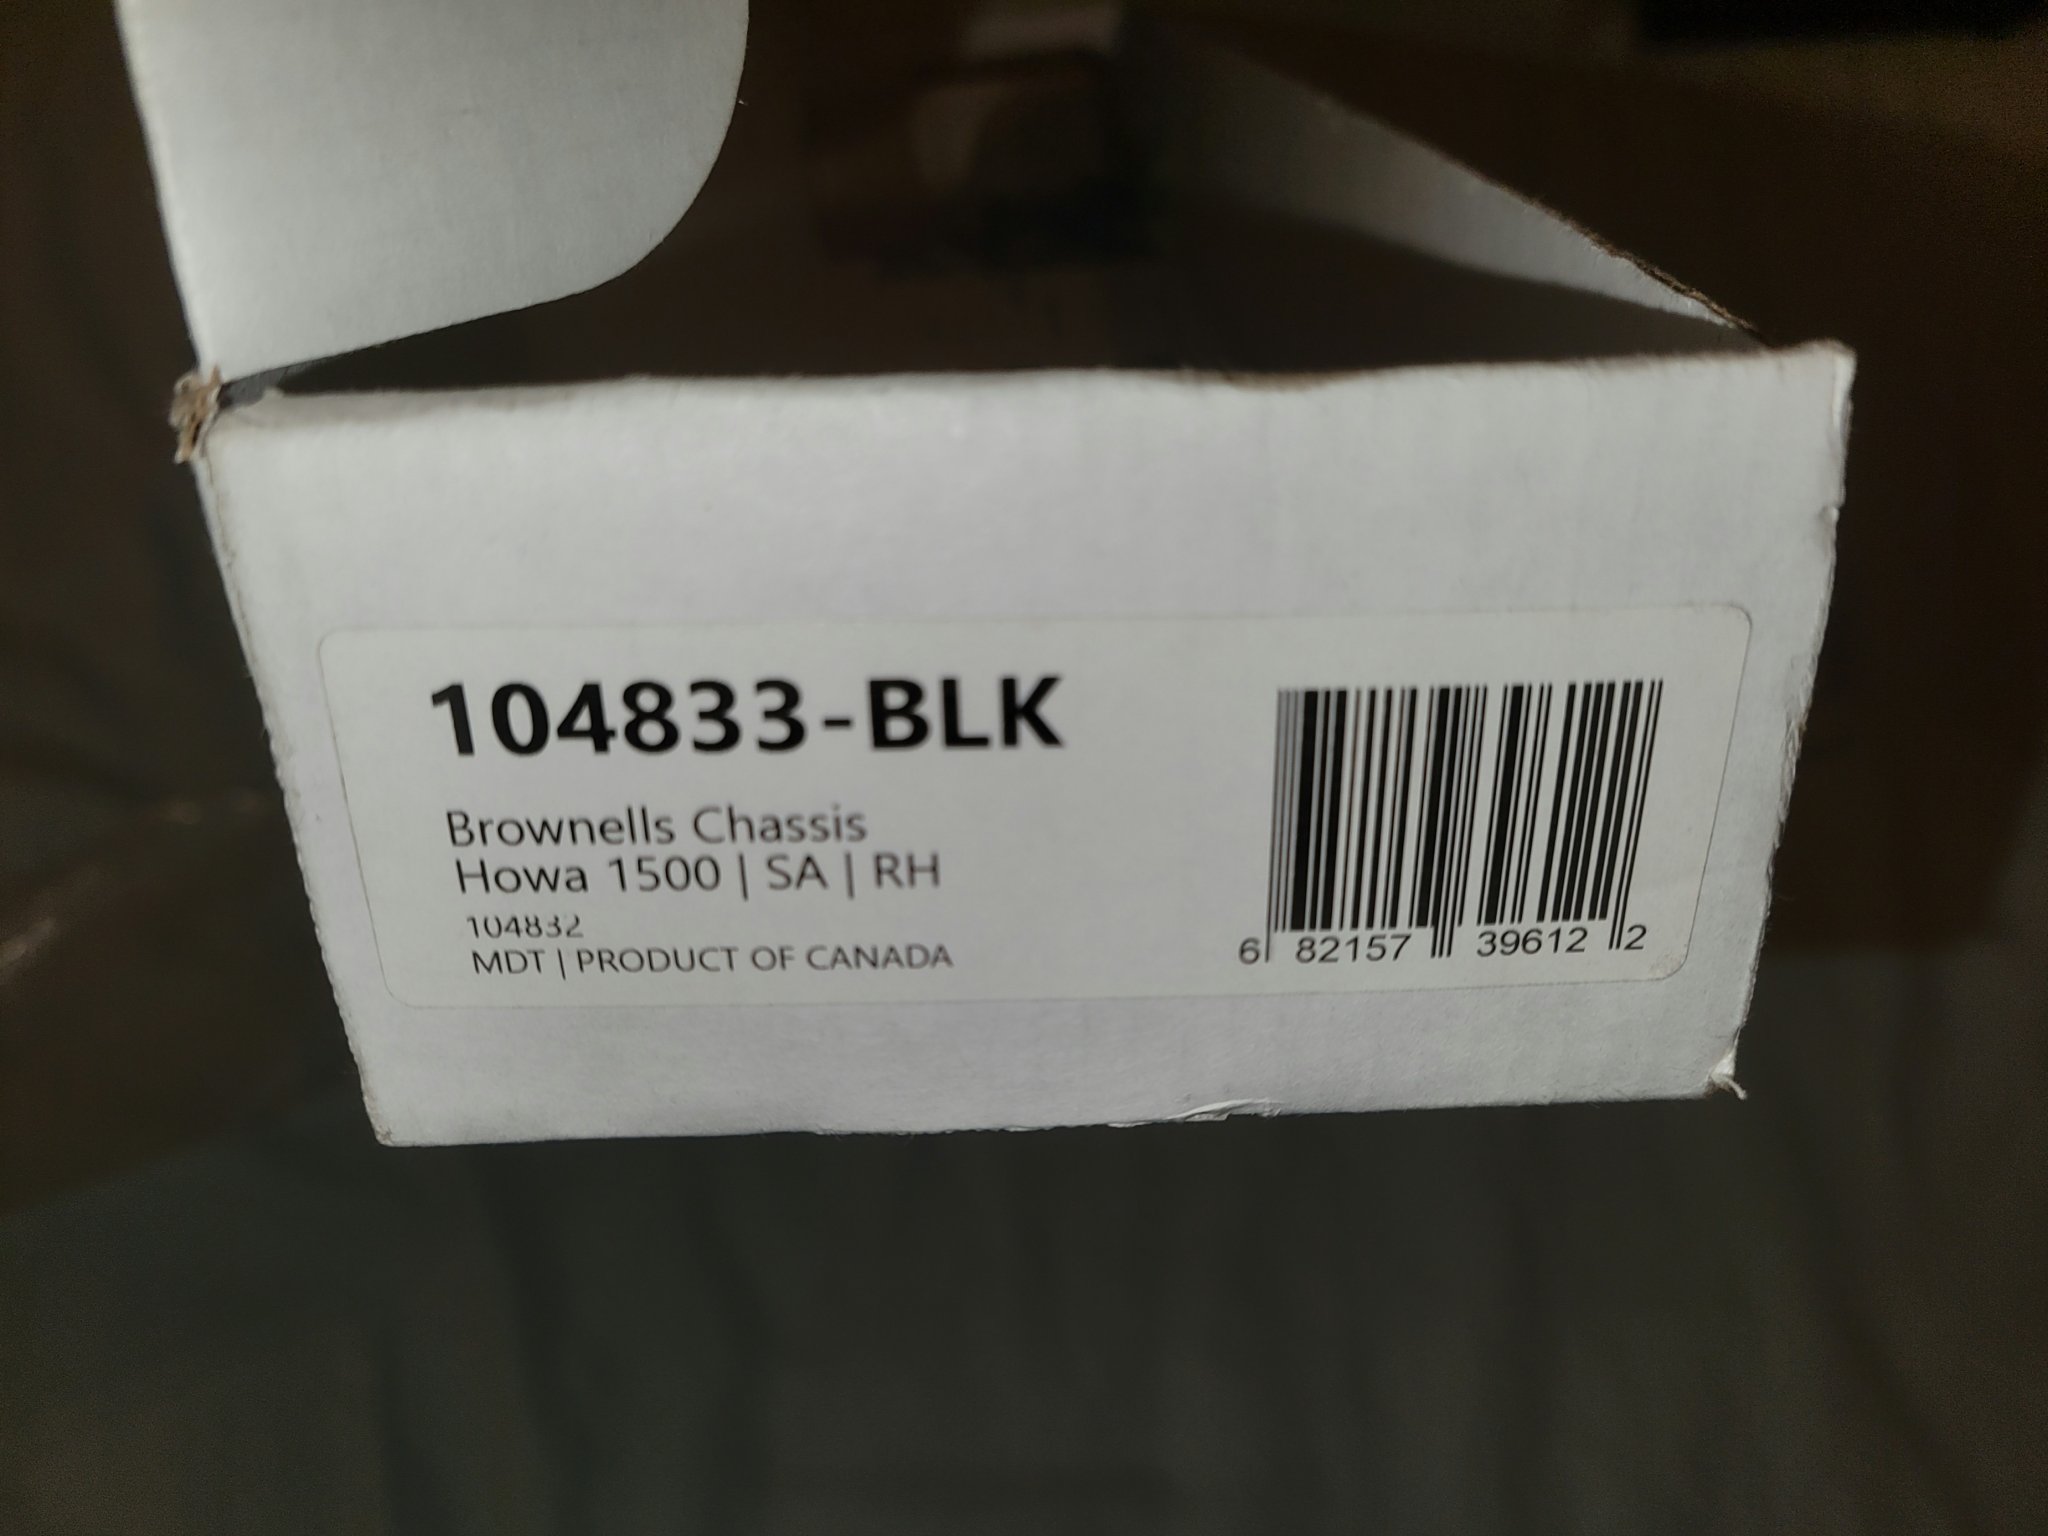 104833-BLK
Brownells Chassis
Howa 1500 | SA | RH
104832
MDT | PRODUCT OF CANADA
6 82157 39612 2